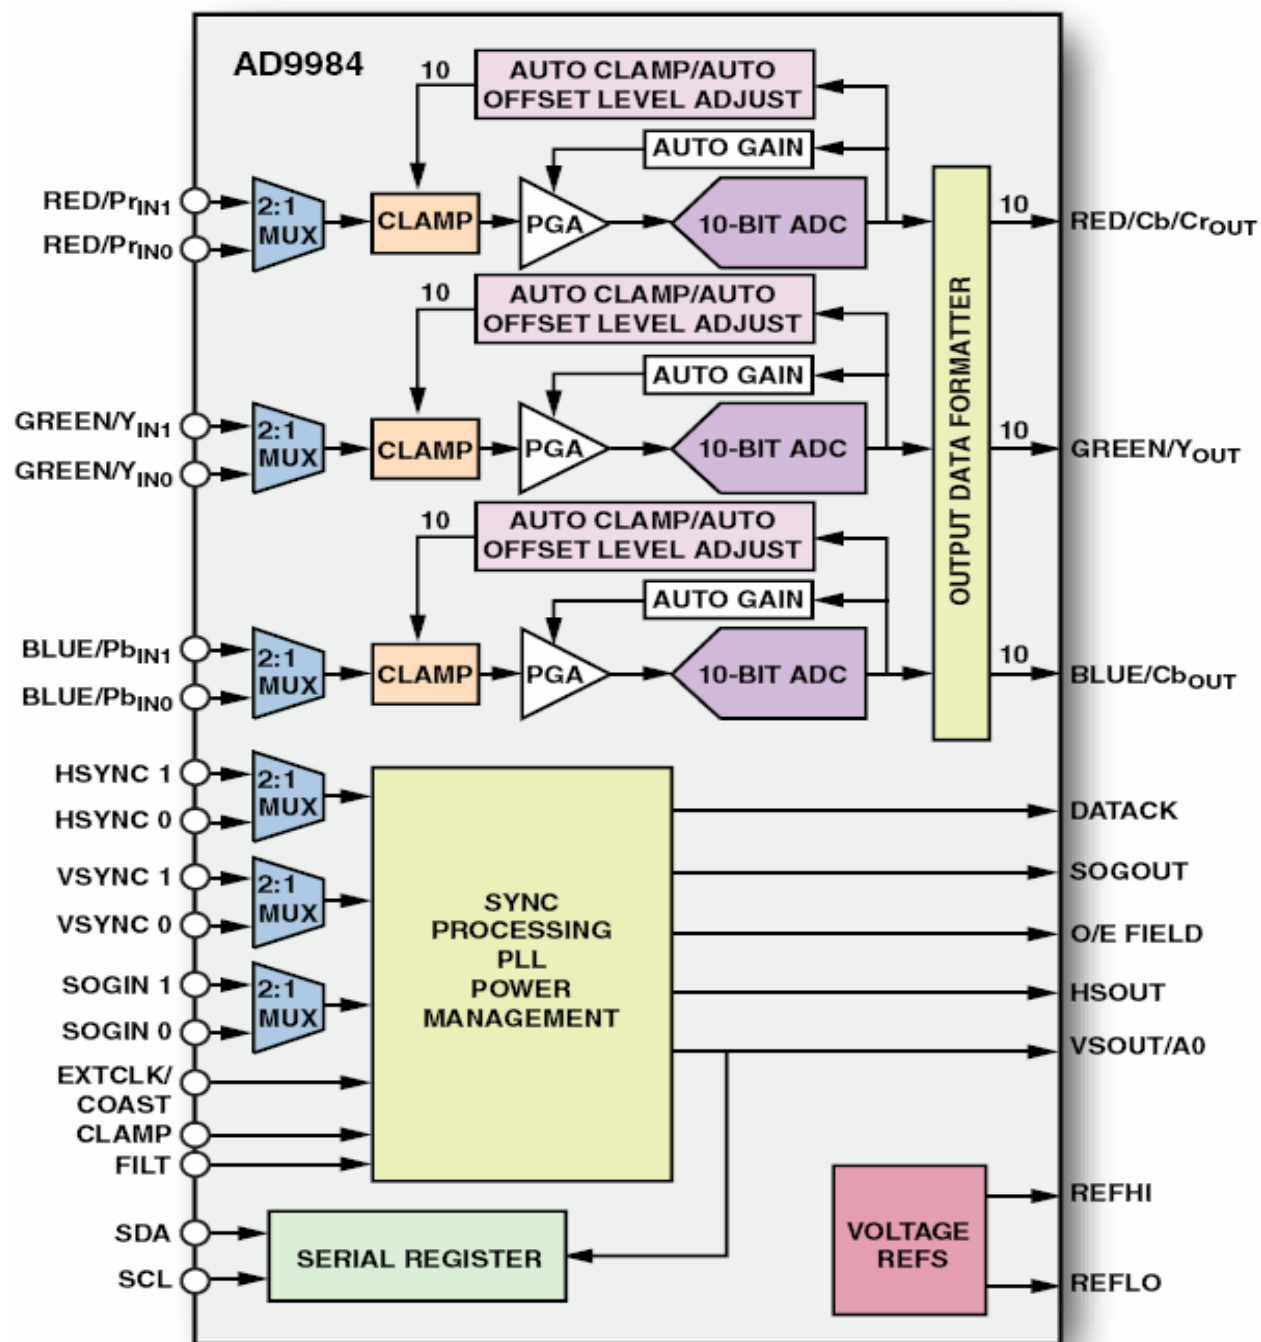 AD9984
10
AUTO CLAMP/AUTO
OFFSET LEVEL ADJUST
AUTO GAIN
RED/PrIN1
RED/PrIN0
2:1
MUX
CLAMP
PGA
10-BIT ADC
10
RED/Cb/CrOUT
10
AUTO CLAMP/AUTO
OFFSET LEVEL ADJUST
AUTO GAIN
GREEN/YIN1
GREEN/YIN0
2:1
MUX
CLAMP
PGA
10-BIT ADC
OUTPUT DATA FORMATTER
10
GREEN/YOUT
10
AUTO CLAMP/AUTO
OFFSET LEVEL ADJUST
AUTO GAIN
BLUE/PbIN1
BLUE/PbIN0
2:1
MUX
CLAMP
PGA
10-BIT ADC
10
BLUE/CbOUT
HSYNC 1
HSYNC 0
2:1
MUX
VSYNC 1
VSYNC 0
2:1
MUX
SOGIN 1
SOGIN 0
2:1
MUX
EXTCLK/
COAST
CLAMP
FILT
SYNC
PROCESSING
PLL
POWER
MANAGEMENT
DATACK
SOGOUT
O/E FIELD
HSOUT
VSOUT/A0
SDA
SCL
SERIAL REGISTER
VOLTAGE
REFS
REFHI
REFLO